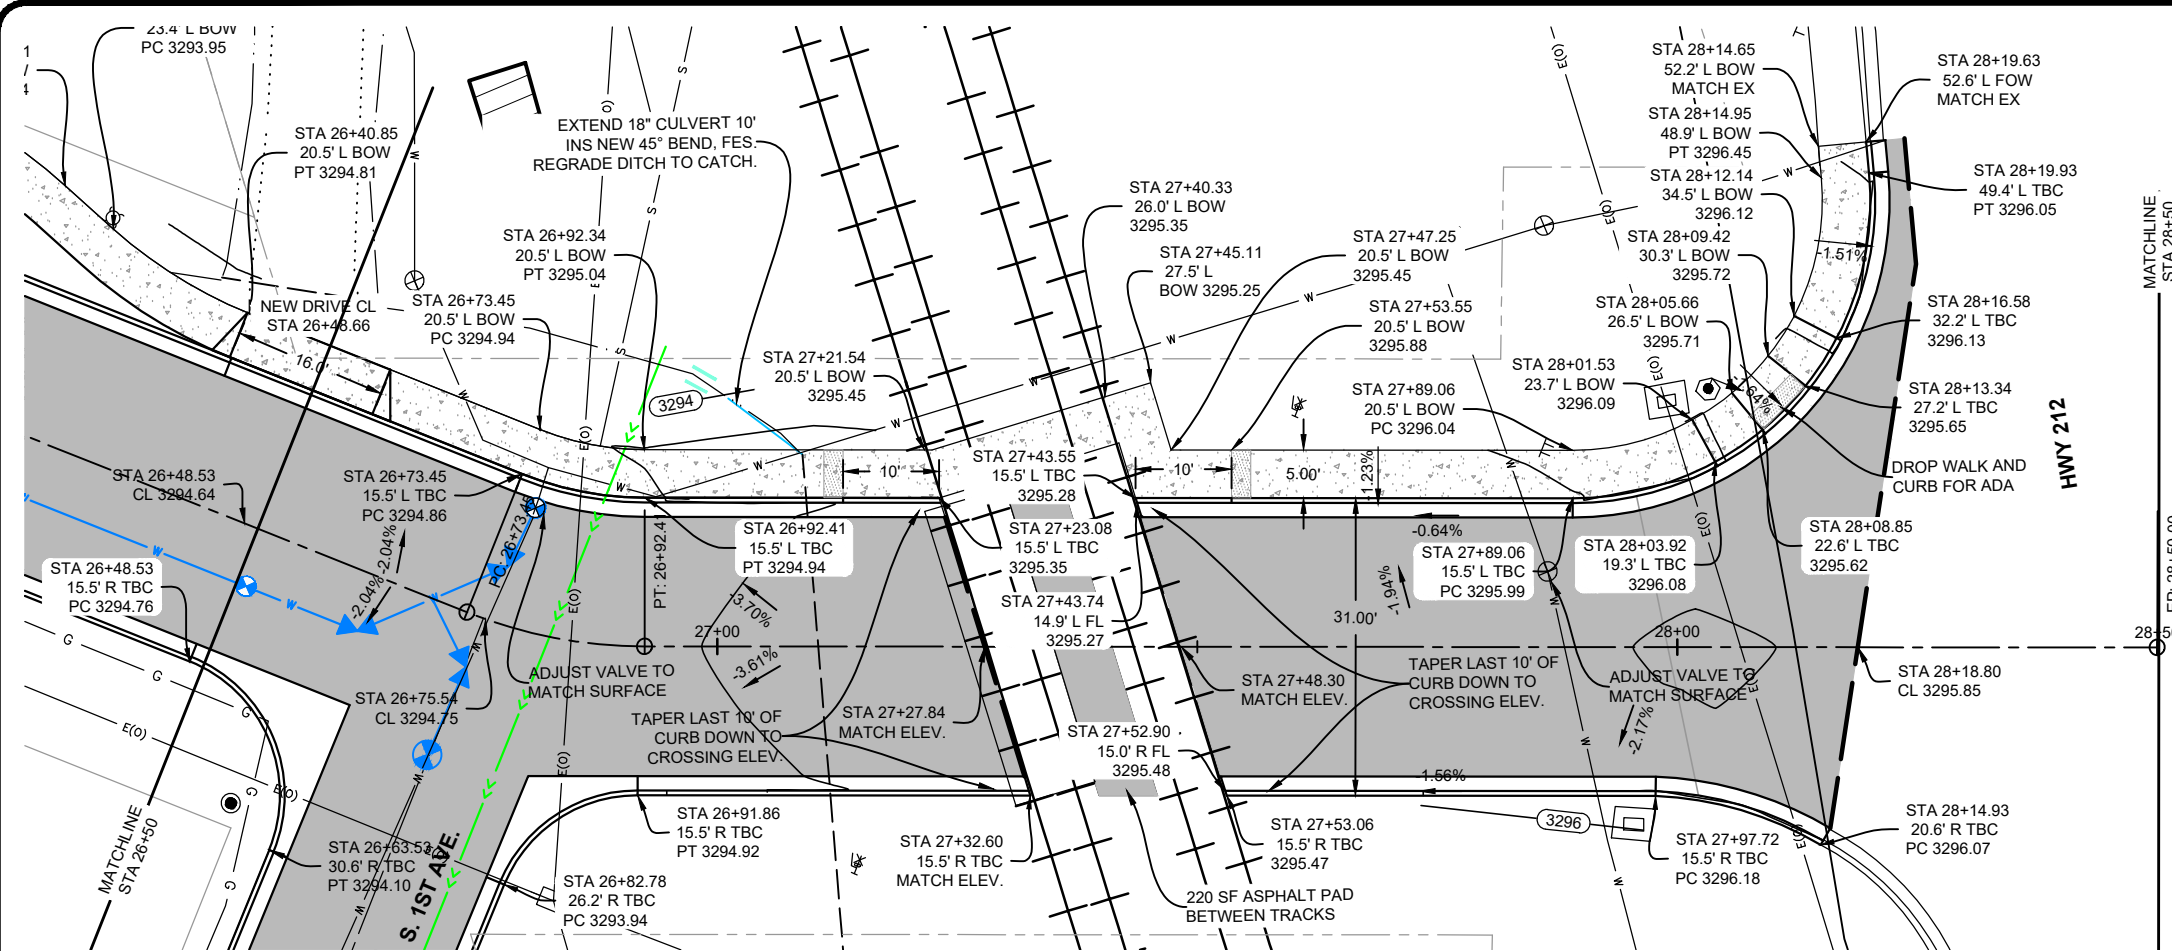 23.4' L BOW
PC 3293.95
STA 26+40.85
20.5' L BOW
PT 3294.81
EXTEND 18" CULVERT 10'
INS NEW 45° BEND, FES.
REGRADE DITCH TO CATCH.
STA 26+92.34
20.5' L BOW
PT 3295.04
NEW DRIVE CL
STA 26+48.66
16.0'
STA 26+73.45
20.5' L BOW
PC 3294.94
3294
STA 27+21.54
20.5' L BOW
3295.45
STA 27+40.33
26.0' L BOW
3295.35
STA 27+45.11
27.5' L
BOW 3295.25
STA 27+47.25
20.5' L BOW
3295.45
STA 27+53.55
20.5' L BOW
3295.88
STA 27+89.06
20.5' L BOW
PC 3296.04
STA 28+14.65
52.2' L BOW
MATCH EX
STA 28+14.95
48.9' L BOW
PT 3296.45
STA 28+12.14
34.5' L BOW
3296.12
STA 28+09.42
30.3' L BOW
3295.72
STA 28+05.66
26.5' L BOW
3295.71
STA 28+01.53
23.7' L BOW
3296.09
STA 28+19.63
52.6' L FOW
MATCH EX
STA 28+19.93
49.4' L TBC
PT 3296.05
-1.51%
STA 28+16.58
32.2' L TBC
3296.13
STA 28+13.34
27.2' L TBC
3295.65
DROP WALK AND
CURB FOR ADA
HWY 212
MATCHLINE
STA 28+50
STA 28+08.85
22.6' L TBC
3295.62
STA 28+03.92
19.3' L TBC
3296.08
STA 27+89.06
15.5' L TBC
PC 3295.99
-0.64%
-1.23%
5.00'
10'
10'
STA 27+43.55
15.5' L TBC
3295.28
STA 27+23.08
15.5' L TBC
3295.35
STA 27+43.74
14.9' L FL
3295.27
STA 26+92.41
15.5' L TBC
PT 3294.94
PT: 26+92.41
PC: 26+73.45
STA 26+48.53
CL 3294.64
STA 26+73.45
15.5' L TBC
PC 3294.86
-2.04%
-2.04%
STA 26+48.53
15.5' R TBC
PC 3294.76
STA 26+75.54
CL 3294.75
ADJUST VALVE TO
MATCH SURFACE
27+00
-3.70%
-3.61%
TAPER LAST 10' OF
CURB DOWN TO
CROSSING ELEV.
STA 27+27.84
MATCH ELEV.
STA 27+52.90
15.0' R FL
3295.48
STA 27+48.30
MATCH ELEV.
31.00'
-1.94%
TAPER LAST 10' OF
CURB DOWN TO
CROSSING ELEV.
28+00
ADJUST VALVE TO
MATCH SURFACE
-2.17%
STA 28+18.80
CL 3295.85
-1.56%
3296
STA 28+14.93
20.6' R TBC
PC 3296.07
STA 27+97.72
15.5' R TBC
PC 3296.18
STA 27+53.06
15.5' R TBC
3295.47
220 SF ASPHALT PAD
BETWEEN TRACKS
STA 27+32.60
15.5' R TBC
MATCH ELEV.
STA 26+91.86
15.5' R TBC
PT 3294.92
STA 26+82.78
26.2' R TBC
PC 3293.94
STA 26+63.53
30.6' R TBC
PT 3294.10
S. 1ST AVE.
MATCHLINE
STA 26+50